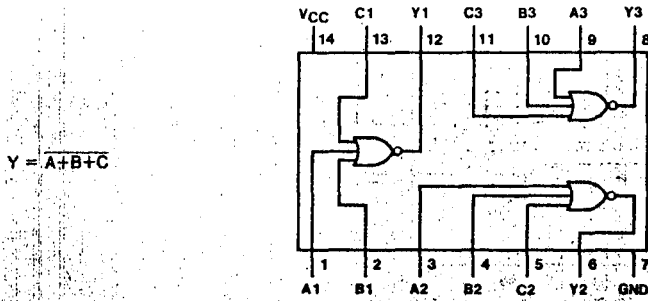 VCC C1 Y1 C3 B3 A3 Y3
14 13 12 11 10 9 8
Y = A+B+C
1 2 3 4 5 6 7
A1 B1 A2 B2 C2 Y2 GND